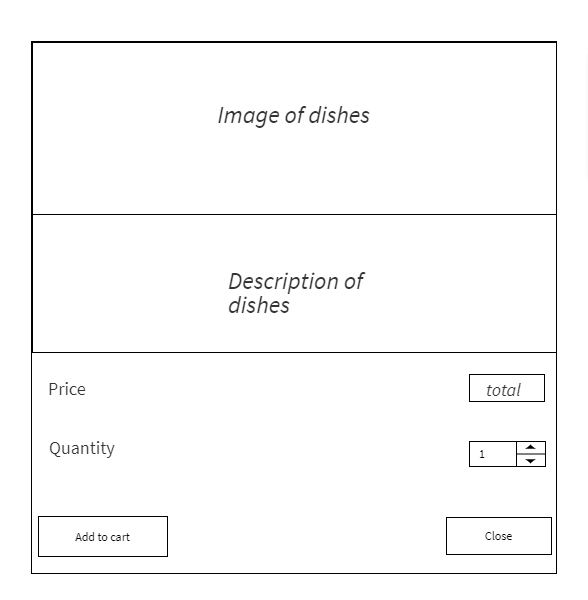 Image of dishes
Description of
dishes
Price
total
Quantity
1
Add to cart
Close